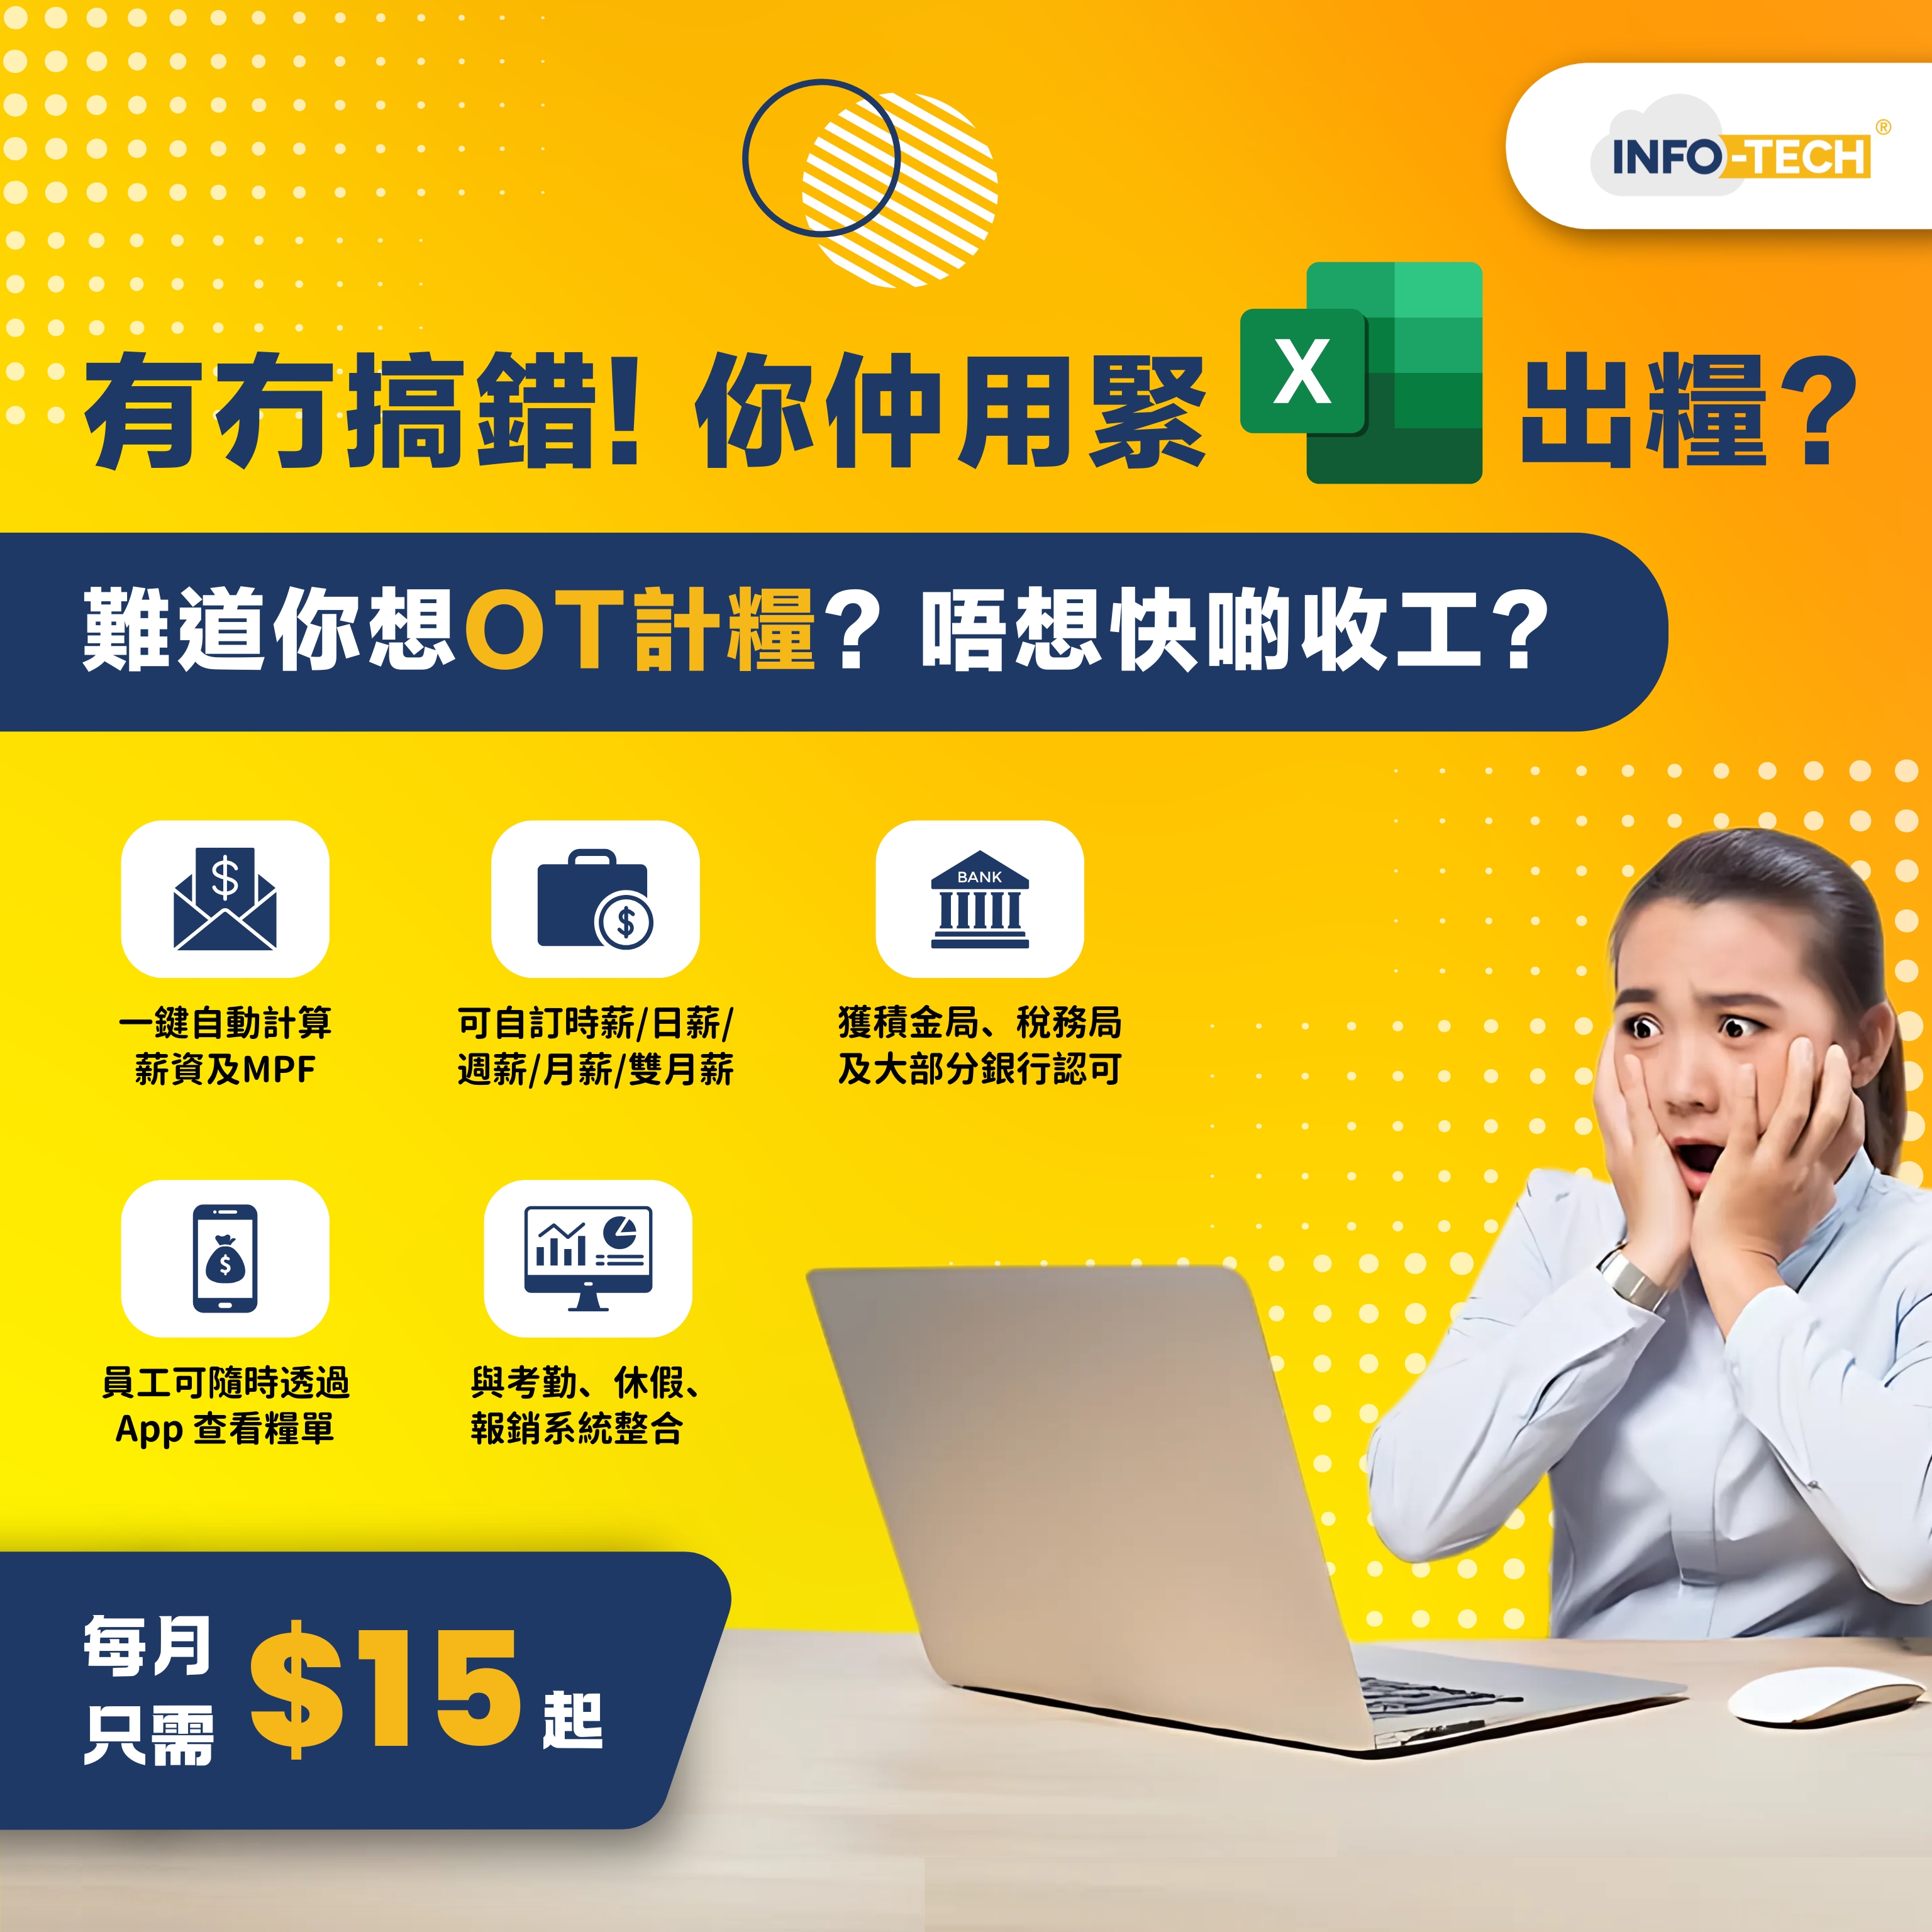 INFO-TECH®
有冇搞錯! 你仲用緊 X 出糧?
難道你想OT計糧? 唔想快啲收工?
$
$
BANK
一鍵自動計算
薪資及MPF
可自訂時薪/日薪/
週薪/月薪/雙月薪
獲積金局、稅務局
及大部分銀行認可
$
員工可隨時透過
App 查看糧單
與考勤、休假、
報銷系統整合
每月
只需 $15 起